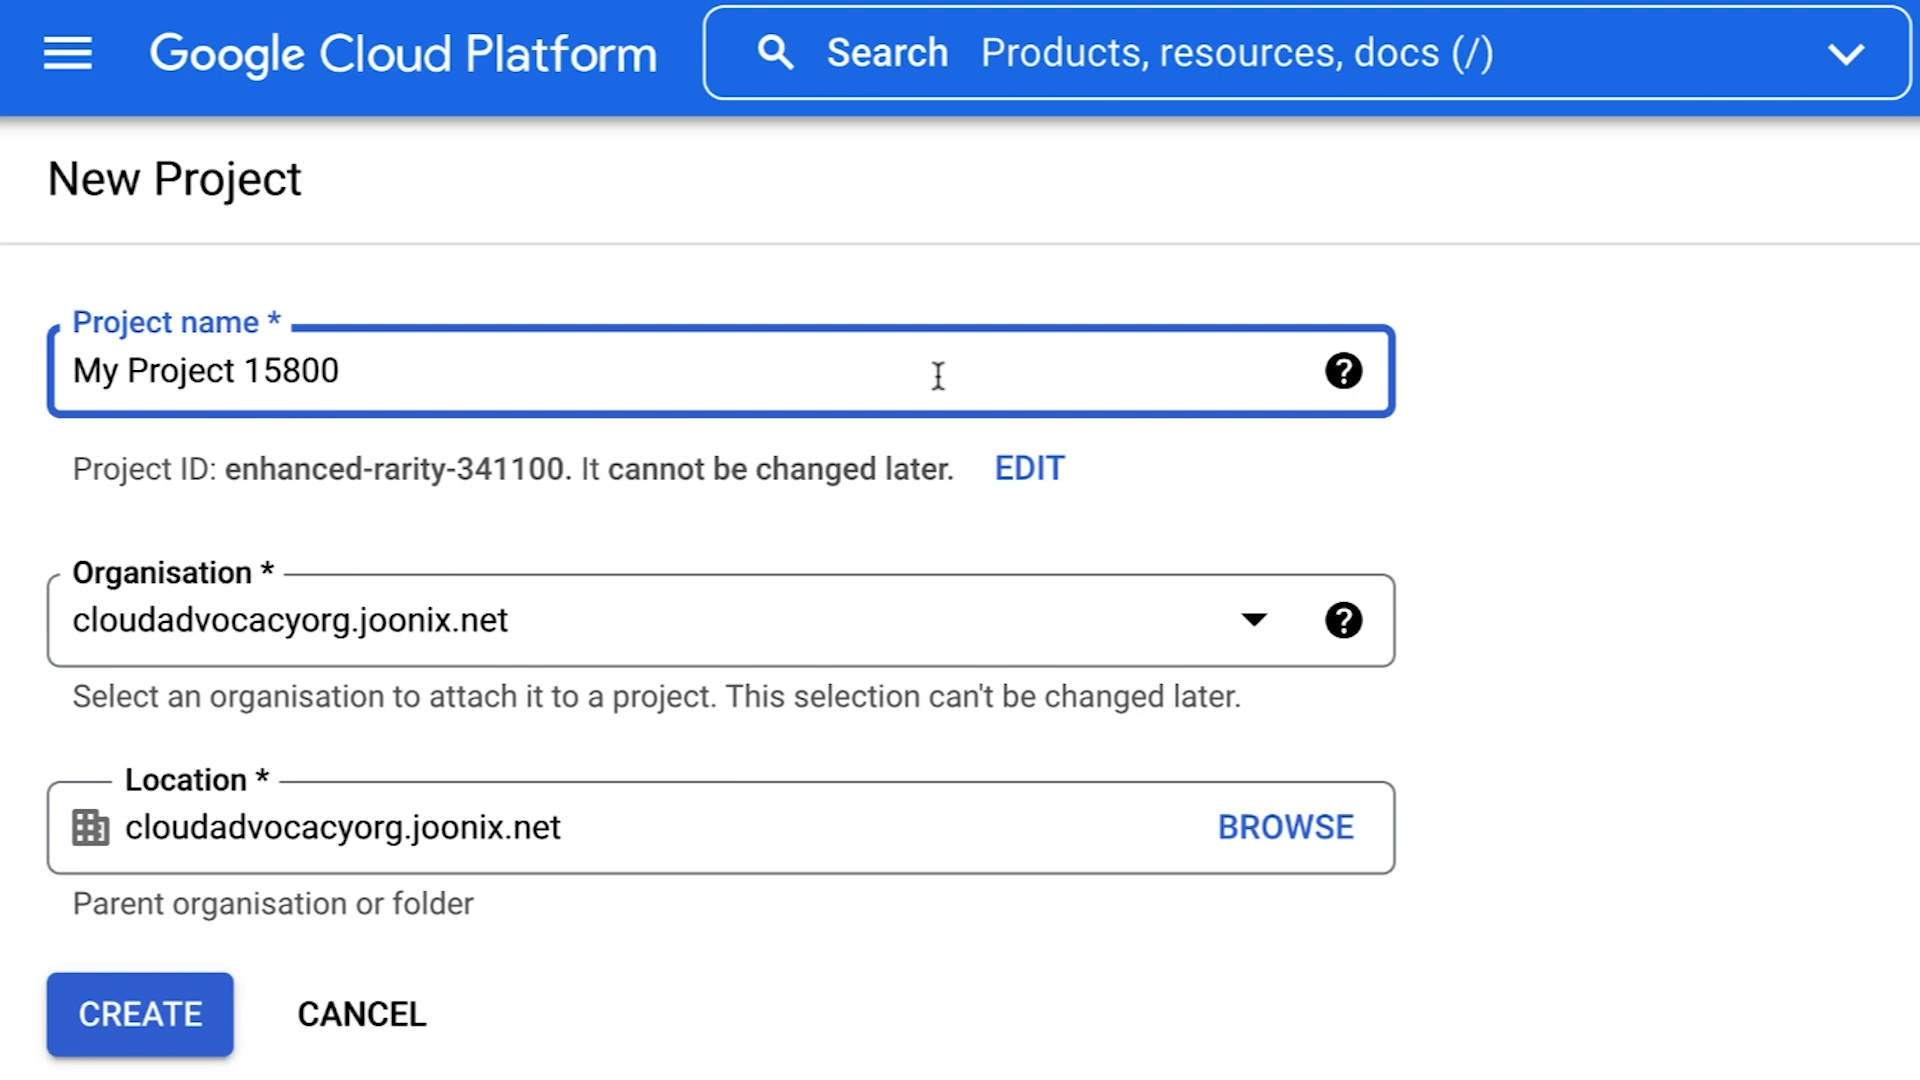 Google Cloud Platform
Search Products, resources, docs (/)
New Project
Project name *
My Project 15800
Project ID: enhanced-rarity-341100. It cannot be changed later. EDIT
Organisation *
cloudadvocacyorg.joonix.net
Select an organisation to attach it to a project. This selection can't be changed later.
Location *
cloudadvocacyorg.joonix.net BROWSE
Parent organisation or folder
CREATE CANCEL